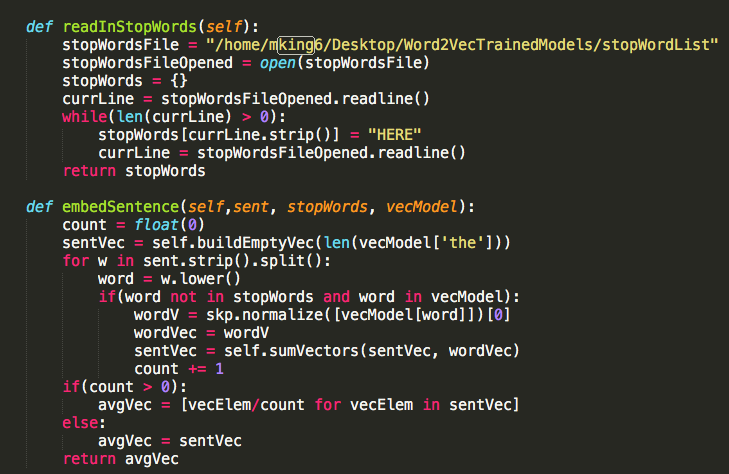 def readInStopWords(self):
    stopWordsFile = "/home/mking6/Desktop/Word2VecTrainedModels/stopWordList"
    stopWordsFileOpened = open(stopWordsFile)
    stopWords = {}
    currLine = stopWordsFileOpened.readline()
    while(len(currLine) > 0):
        stopWords[currLine.strip()] = "HERE"
        currLine = stopWordsFileOpened.readline()
    return stopWords

def embedSentence(self,sent, stopWords, vecModel):
    count = float(0)
    sentVec = self.buildEmptyVec(len(vecModel['the']))
    for w in sent.strip().split():
        word = w.lower()
        if(word not in stopWords and word in vecModel):
            wordV = skp.normalize([vecModel[word]])[0]
            wordVec = wordV
            sentVec = self.sumVectors(sentVec, wordVec)
            count += 1
    if(count > 0):
        avgVec = [vecElem/count for vecElem in sentVec]
    else:
        avgVec = sentVec
    return avgVec